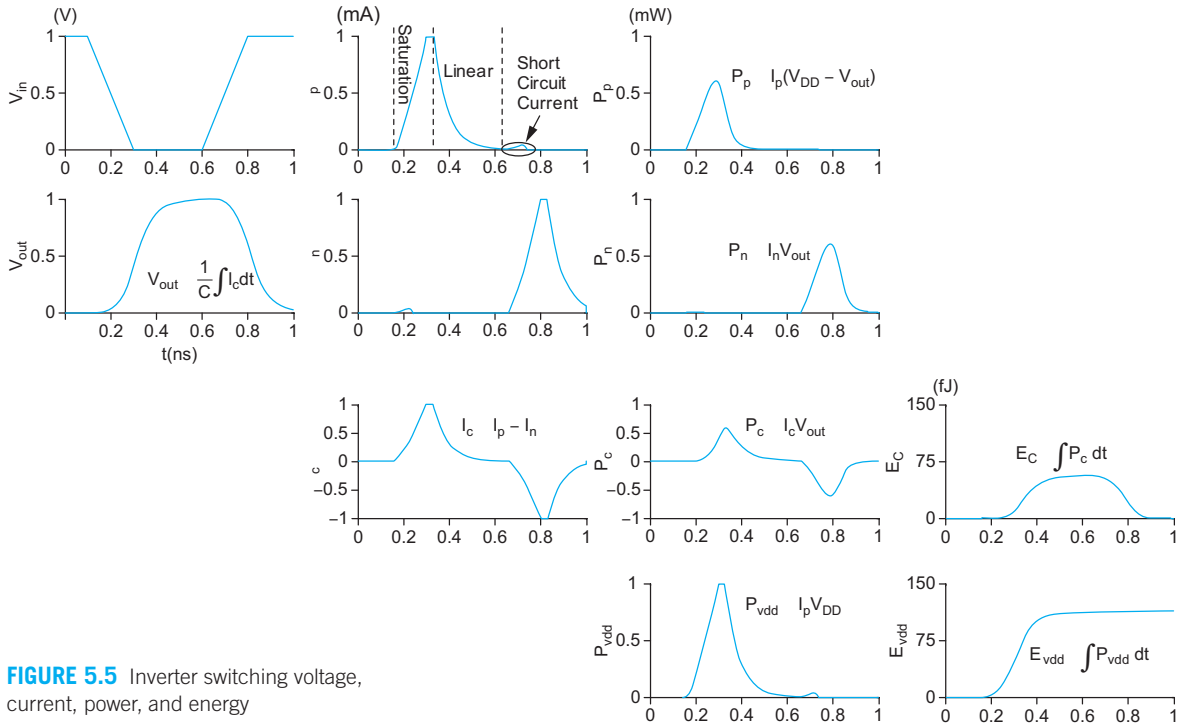 (V)
V_in
1
0.5
0
0 0.2 0.4 0.6 0.8 1
(mA)
p
1
0.5
0
Saturation
Linear
Short
Circuit
Current
0 0.2 0.4 0.6 0.8 1
(mW)
P_p
1
0.5
0
P_p I_p(V_DD – V_out)
0 0.2 0.4 0.6 0.8 1
V_out
1
0.5
0
V_out 1/C ∫I_c dt
0.2 0.4 0.6 0.8 1
t(ns)
n
1
0.5
0
0 0.2 0.4 0.6 0.8 1
P_n
1
0.5
0
P_n I_nV_out
0 0.2 0.4 0.6 0.8 1
c
1
0.5
0
−0.5
−1
I_c I_p – I_n
0 0.2 0.4 0.6 0.8 1
P_c
1
0.5
0
−0.5
−1
P_c I_cV_out
0 0.2 0.4 0.6 0.8 1
(fJ)
E_C
150
75
0
E_C ∫P_c dt
0 0.2 0.4 0.6 0.8 1
P_vdd
1
0.5
0
P_vdd I_pV_DD
0 0.2 0.4 0.6 0.8 1
E_vdd
150
75
0
E_vdd ∫P_vdd dt
0 0.2 0.4 0.6 0.8 1
FIGURE 5.5 Inverter switching voltage,
current, power, and energy